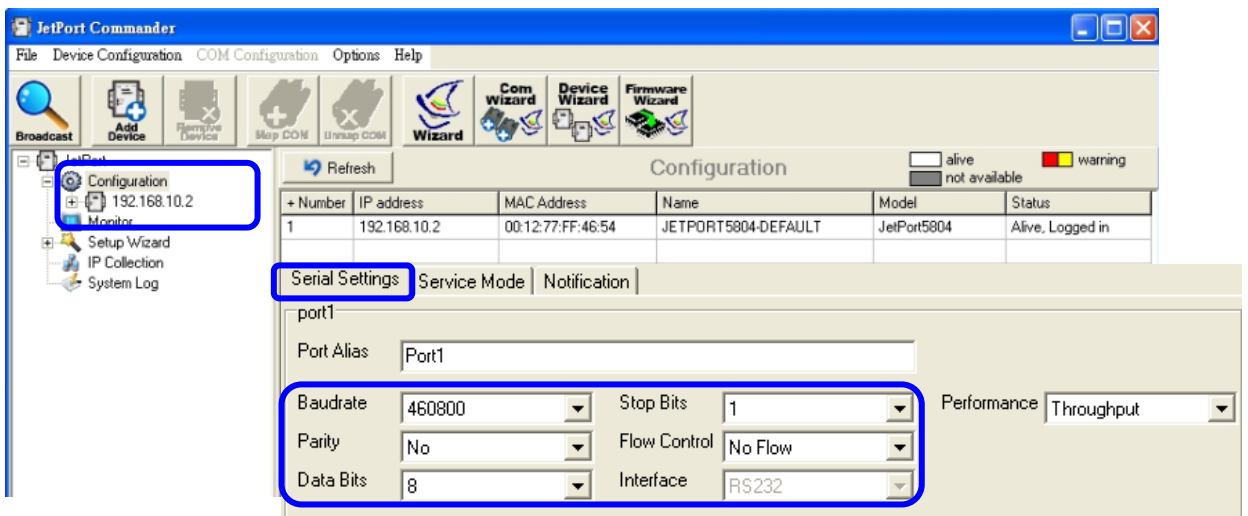 JetPort Commander
File Device Configuration COM Configuration Options Help
Broadcast Add Device Remove Device Map COM Unmap COM Wizard Com Wizard Device Wizard Firmware Wizard
JetPort
Configuration
192.168.10.2
Monitor
Setup Wizard
IP Collection
System Log
Refresh Configuration alive not available warning
+ Number IP address MAC Address Name Model Status
1 192.168.10.2 00:12:77:FF:46:54 JETPORT5804-DEFAULT JetPort5804 Alive, Logged in
Serial Settings Service Mode Notification
port1
Port Alias Port1
Baudrate 460800 Stop Bits 1 Performance Throughput
Parity No Flow Control No Flow
Data Bits 8 Interface RS232